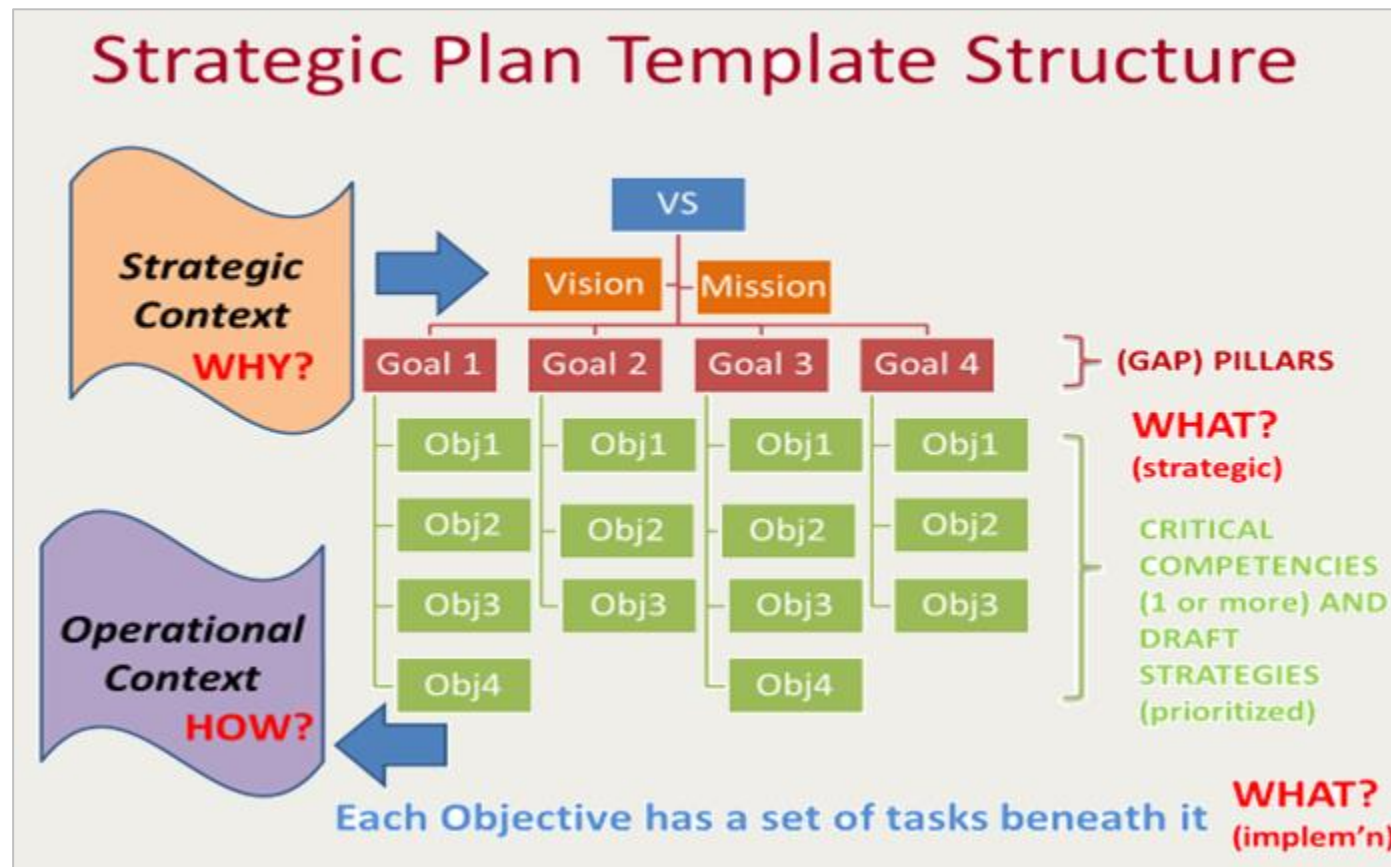 Strategic Plan Template Structure
Strategic
Context
WHY?
VS
Vision
Mission
Goal 1
Goal 2
Goal 3
Goal 4
(GAP) PILLARS
Obj1
Obj2
Obj3
Obj4
Obj1
Obj2
Obj3
Obj1
Obj2
Obj3
Obj4
Obj1
Obj2
Obj3
WHAT?
(strategic)
CRITICAL
COMPETENCIES
(1 or more) AND
DRAFT
STRATEGIES
(prioritized)
Operational
Context
HOW?
Each Objective has a set of tasks beneath it
WHAT?
(implem'n)